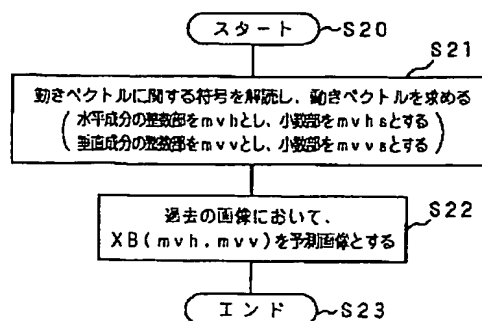 スタート
S20
S21
動きベクトルに関する符号を解読し、動きベクトルを求める
水平成分の整数部をmvhとし、小数部をmvhsとする
垂直成分の整数部をmvvとし、小数部をmvvsとする
S22
過去の画像において、
XB(mvh.mvv)を予測画像とする
エンド
S23